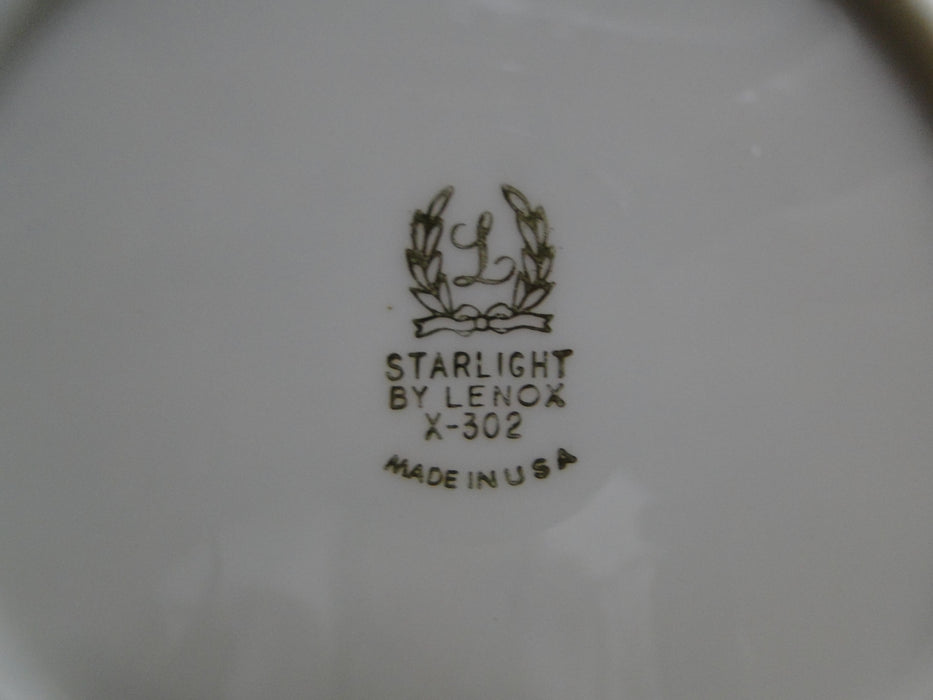 L
STARLIGHT
BY LENOX
X-302
MADE IN USA